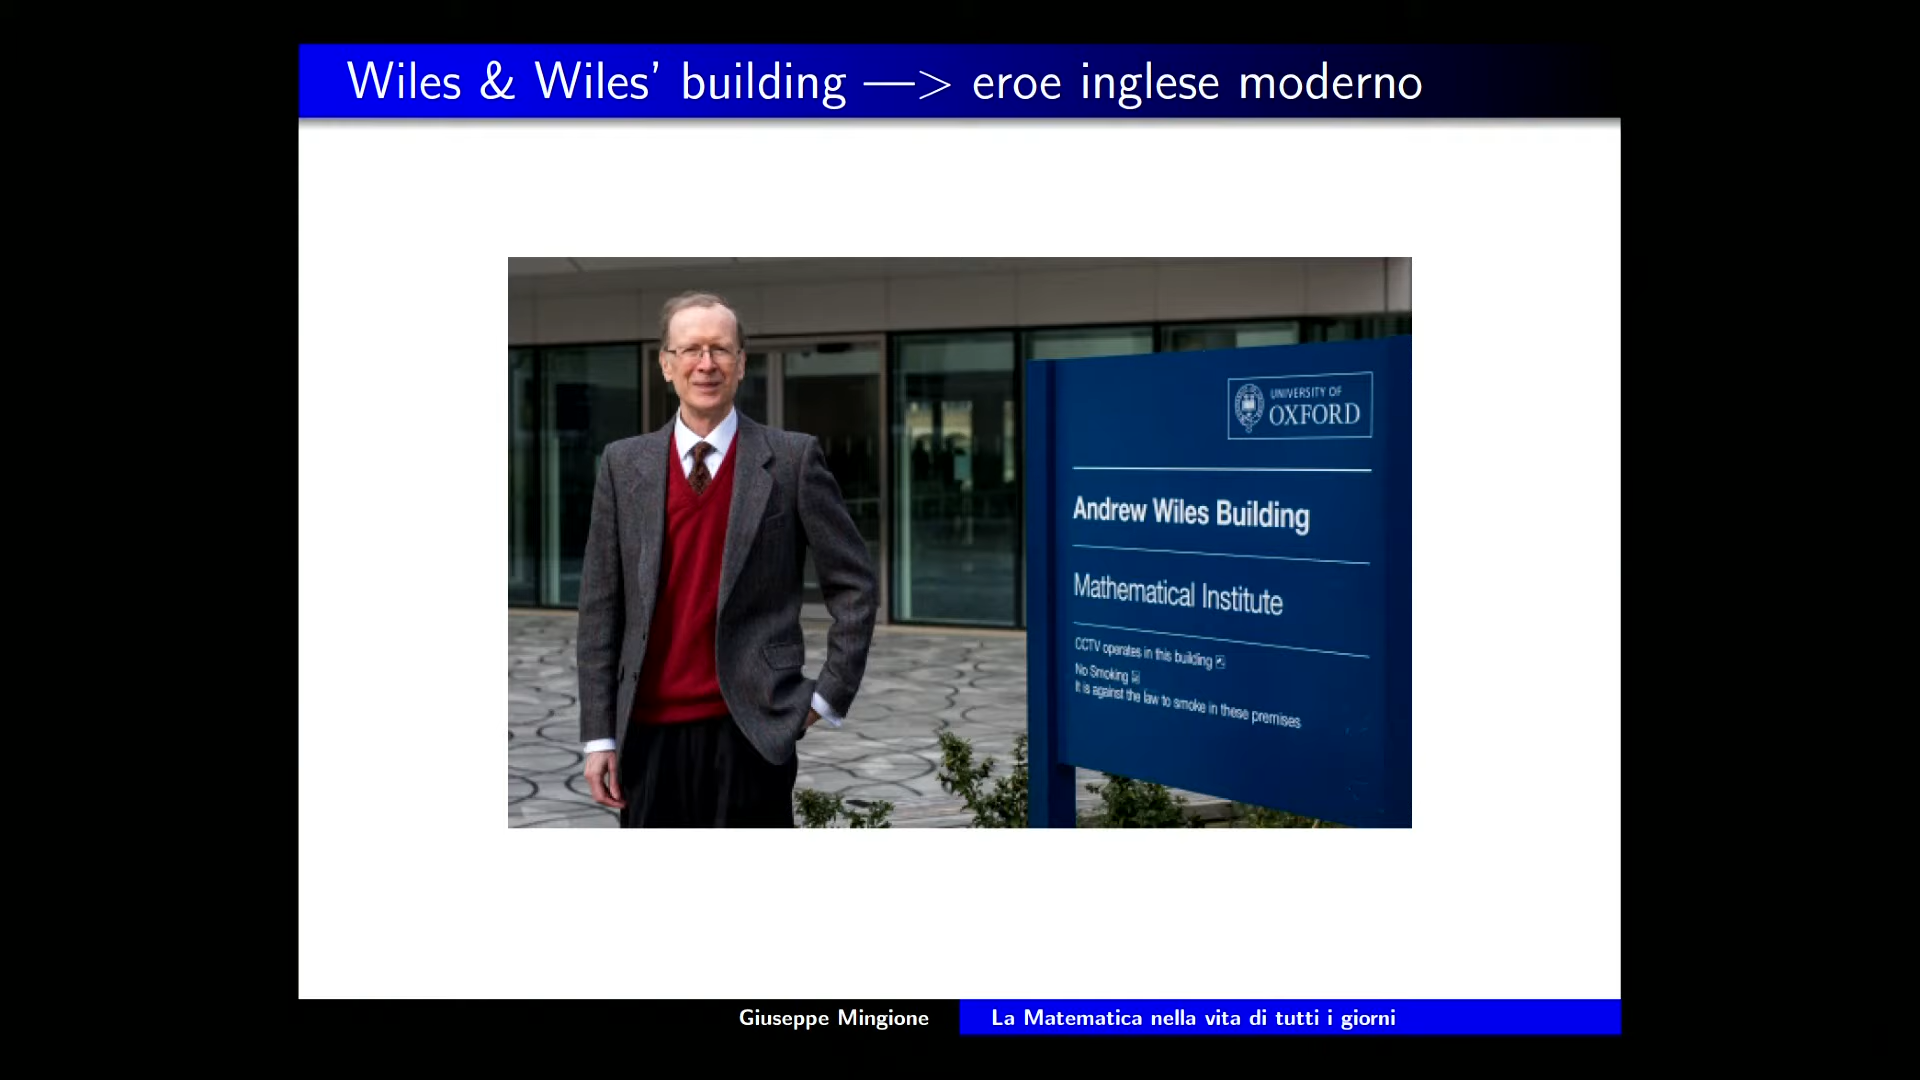 Wiles & Wiles’ building —> eroe inglese moderno
UNIVERSITY OF
OXFORD
Andrew Wiles Building
Mathematical Institute
CCTV operates in this building
No Smoking
It is against the law to smoke in these premises
Giuseppe Mingione
La Matematica nella vita di tutti i giorni